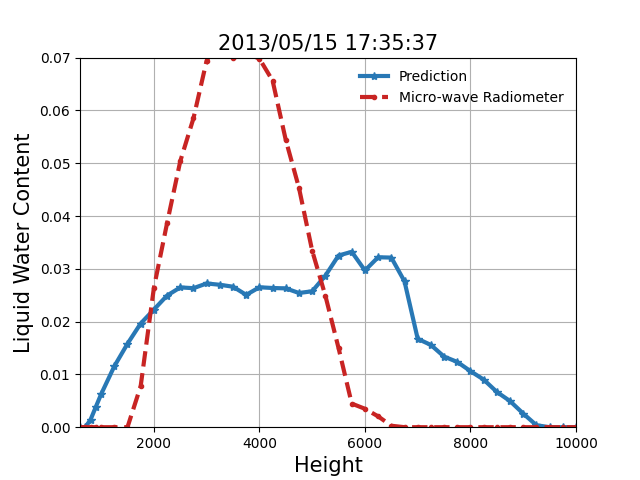 2013/05/15 17:35:37
Prediction
Micro-wave Radiometer
Liquid Water Content
0.07
0.06
0.05
0.04
0.03
0.02
0.01
0.00
2000 4000 6000 8000 10000
Height